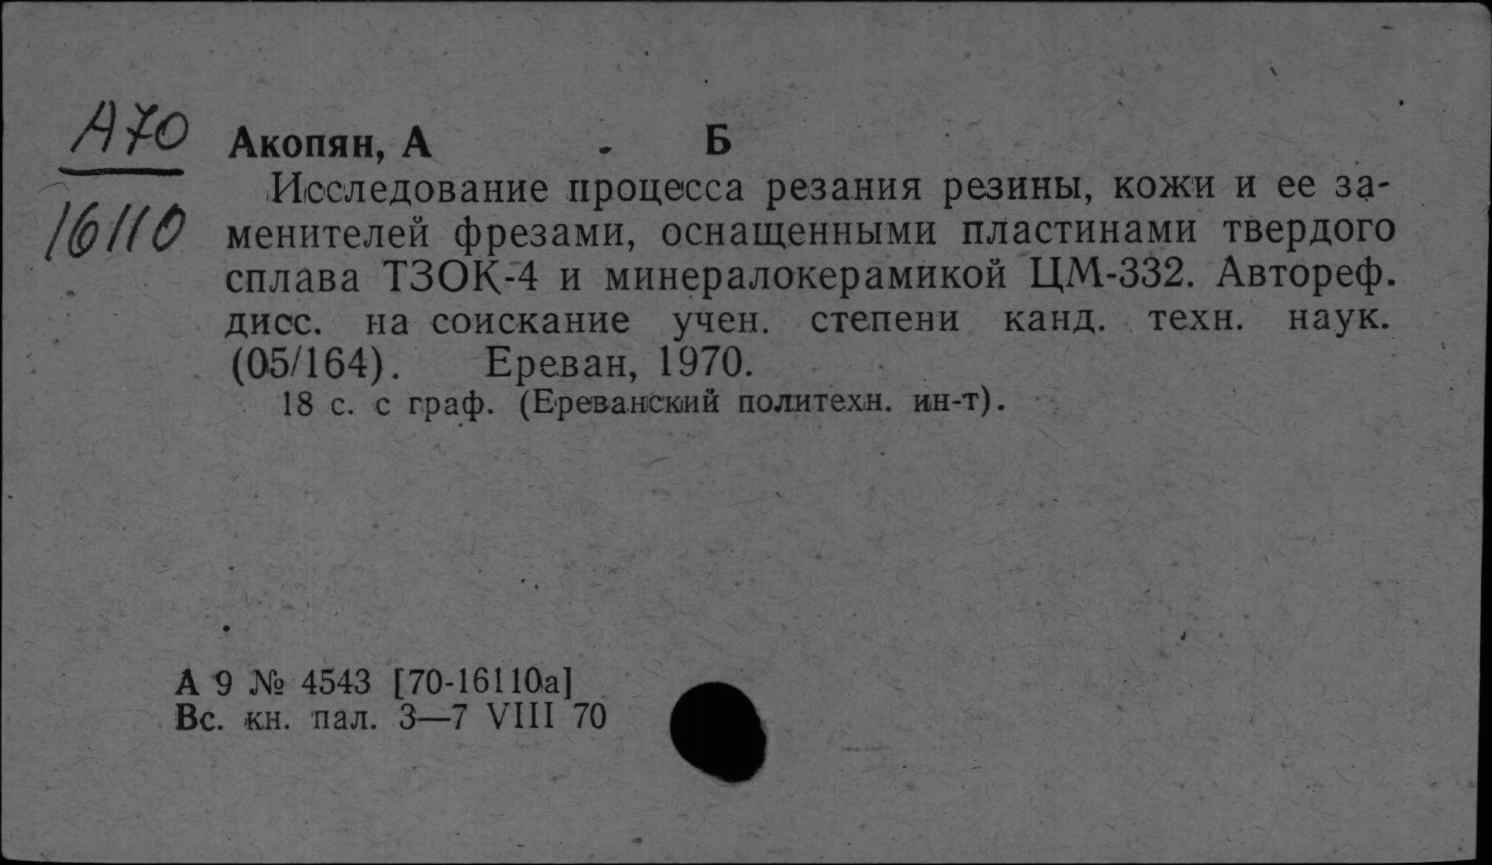 А70
16110
Акопян, А Б
Исследование процесса резания резины, кожи и ее за-
менителей фрезами, оснащенными пластинами твердого
сплава ТЗОК-4 и минералокерамикой ЦМ-332. Автореф.
дисс. на соискание учен. степени канд. техн. наук.
(05/164). Ереван, 1970.
18 с. с граф. (Ереванский политехн. ин-т).
А 9 № 4543 [70-16110а]
Вс. кн. пал. 3—7 VIII 70